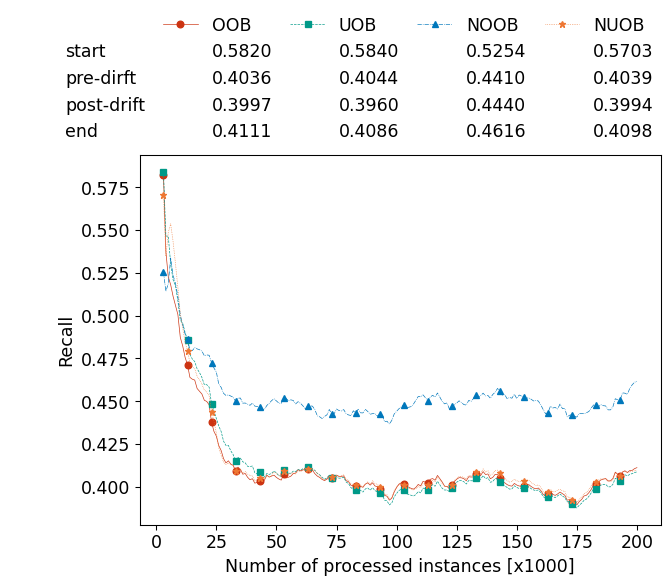 OOB UOB NOOB NUOB
start 0.5820 0.5840 0.5254 0.5703
pre-dirft 0.4036 0.4044 0.4410 0.4039
post-drift 0.3997 0.3960 0.4440 0.3994
end 0.4111 0.4086 0.4616 0.4098
0.575
0.550
0.525
0.500
0.475
0.450
0.425
0.400
Recall
0 25 50 75 100 125 150 175 200
Number of processed instances [x1000]